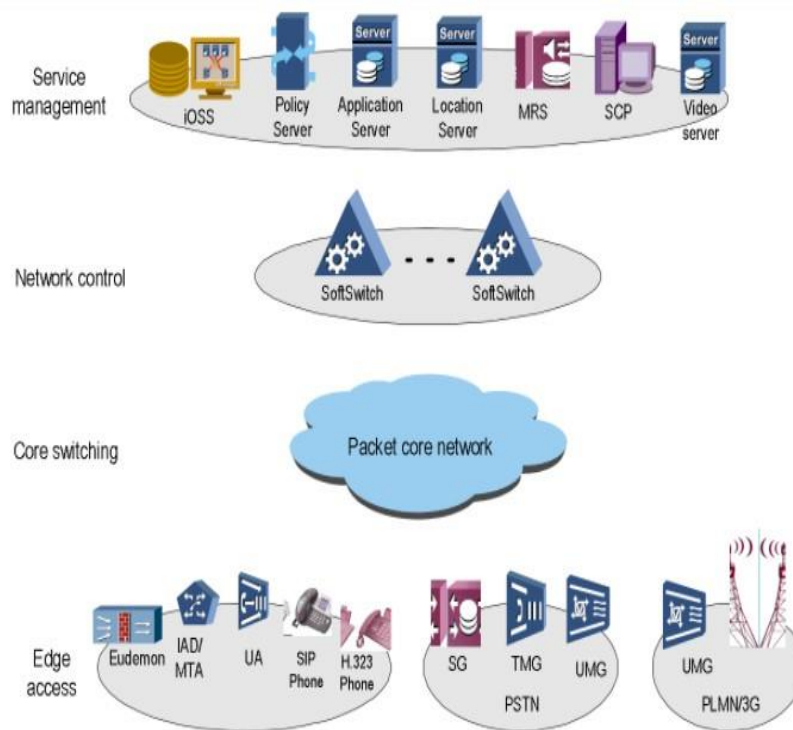 Server
Server
Server
Service
management
iOSS
Policy
Server
Application
Server
Location
Server
MRS
SCP
Video
server
Network control
SoftSwitch
SoftSwitch
Core switching
Packet core network
Edge
access
Eudemon
IAD/
MTA
UA
SIP
Phone
H.323
Phone
SG
TMG
UMG
PSTN
UMG
PLMN/3G